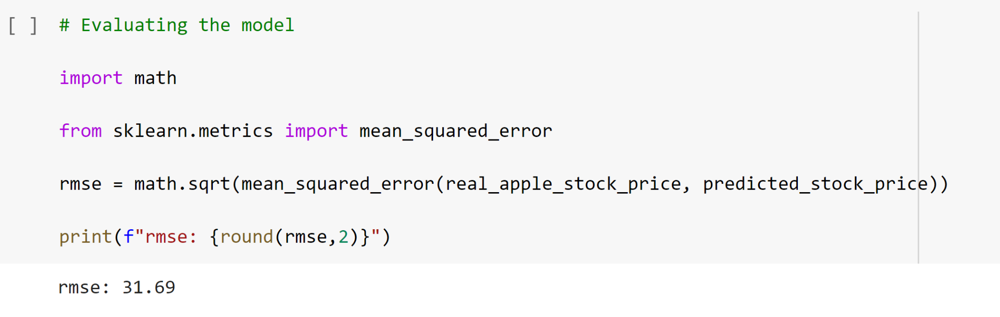 [ ] # Evaluating the model
import math
from sklearn.metrics import mean_squared_error
rmse = math.sqrt(mean_squared_error(real_apple_stock_price, predicted_stock_price))
print(f"rmse: {round(rmse,2)}")
rmse: 31.69